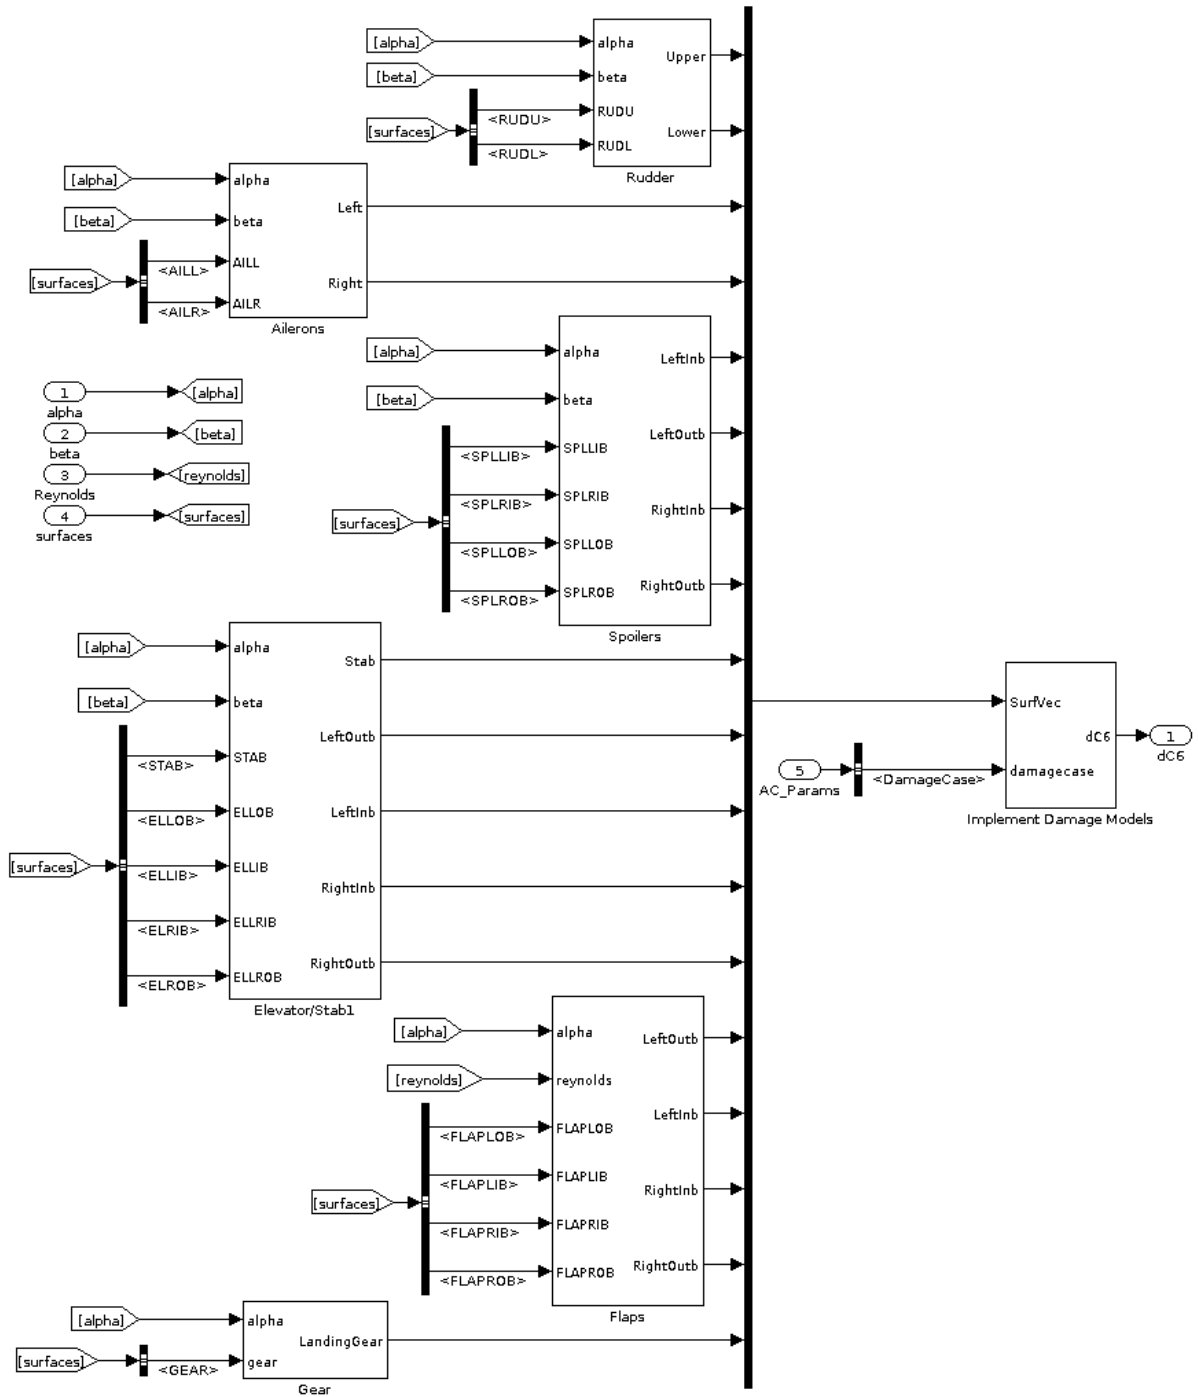 [alpha]
[beta]
[surfaces]
<RUDU>
<RUDL>
alpha
beta
RUDU
RUDL
Upper
Lower
Rudder
[alpha]
[beta]
[surfaces]
<AILL>
<AILR>
alpha
beta
AILL
AILR
Left
Right
Ailerons
[alpha]
[beta]
[surfaces]
<SPLLIB>
<SPLRIB>
<SPLLOB>
<SPLROB>
alpha
beta
SPLLIB
SPLRIB
SPLLOB
SPLROB
LeftInb
LeftOutb
RightInb
RightOutb
Spoilers
1
alpha
[alpha]
2
beta
[beta]
3
Reynolds
[reynolds]
4
surfaces
[surfaces]
[alpha]
[beta]
[surfaces]
<STAB>
<ELLOB>
<ELLIB>
<ELRIB>
<ELROB>
alpha
beta
STAB
ELLOB
ELLIB
ELLRIB
ELLROB
Stab
LeftOutb
LeftInb
RightInb
RightOutb
Elevator/Stab1
5
AC_Params
<DamageCase>
SurfVec
damagecase
dC6
Implement Damage Models
1
dC6
[alpha]
[reynolds]
[surfaces]
<FLAPLOB>
<FLAPLIB>
<FLAPRIB>
<FLAPROB>
alpha
reynolds
FLAPLOB
FLAPLIB
FLAPRIB
FLAPROB
LeftOutb
LeftInb
RightInb
RightOutb
Flaps
[alpha]
[surfaces]
<GEAR>
alpha
gear
LandingGear
Gear